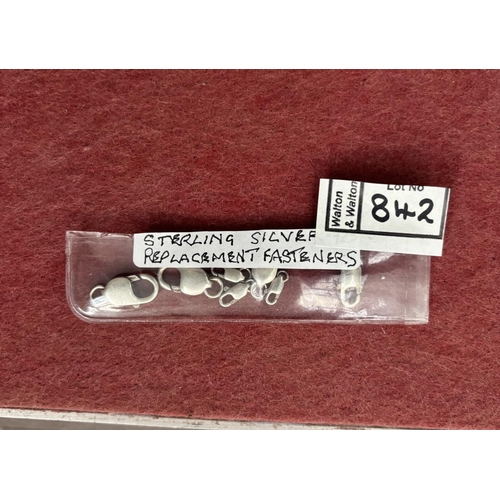 STERLING SILVER
REPLACEMENT FASTENERS
Walton
& Walton
Lot No
842